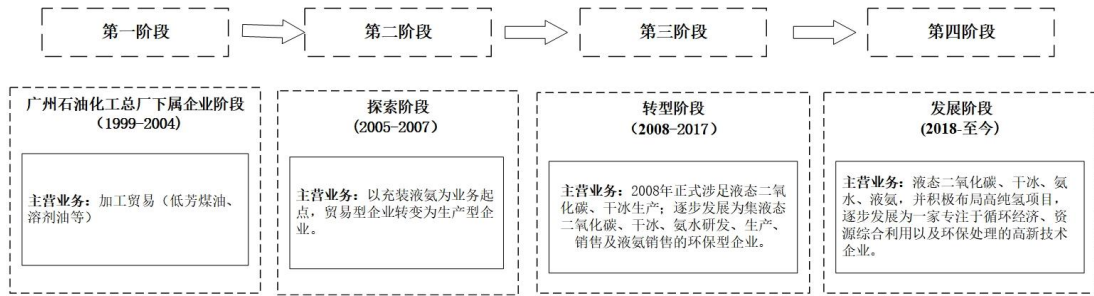 第一阶段
第二阶段
第三阶段
第四阶段
广州石油化工总厂下属企业阶段
（1999-2004)
主营业务：加工贸易（低芳煤油、
溶剂油等）
探索阶段
(2005-2007）
主营业务：以充装液氨为业务起
点，贸易型企业转变为生产型企
业。
转型阶段
（2008-2017）
主营业务：2008年正式涉足液态二氧
化碳、干冰生产；逐步发展为集液态
二氧化碳、干冰、氨水研发、生产、
销售及液氨销售的环保型企业。
发展阶段
(2018-至今）
主营业务：液态二氧化碳、干冰、氨
水、液氨，并积极布局高纯氢项目，
逐步发展为一家专注于循环经济、资
源综合利用以及环保处理的高新技术
企业。